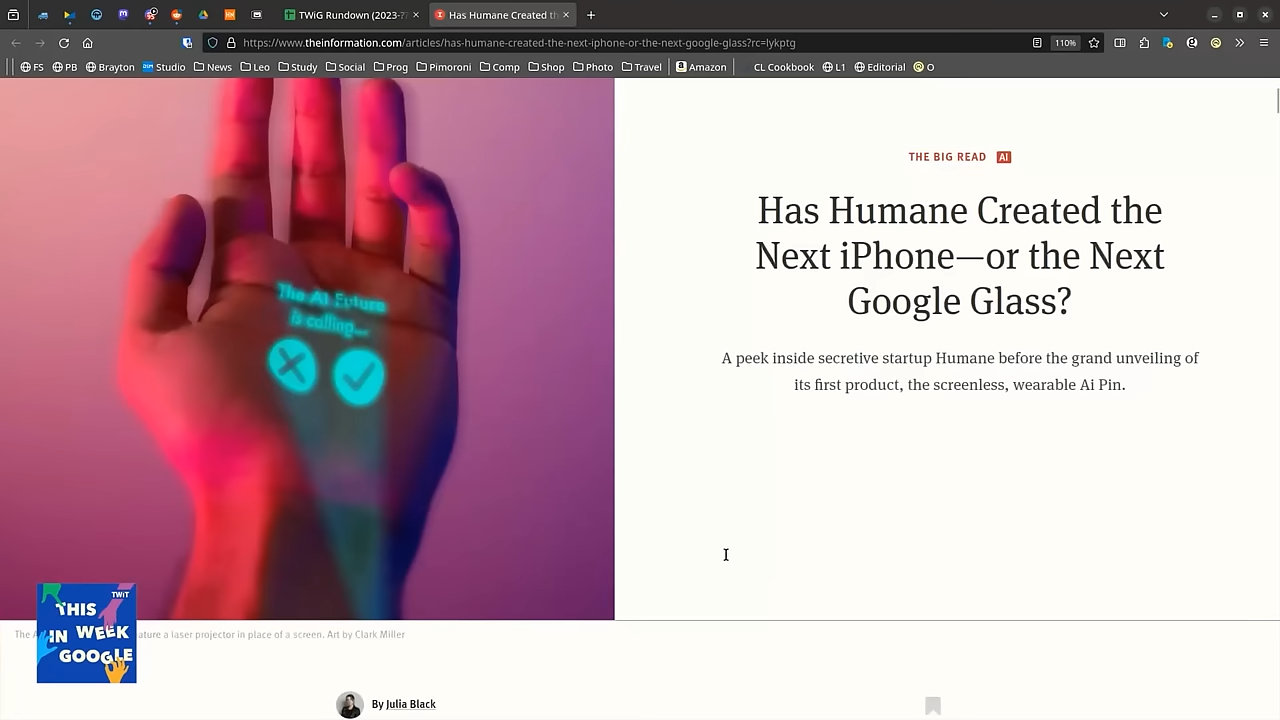 TWiG Rundown (2023-
Has Humane Created th
https://www.theinformation.com/articles/has-humane-created-the-next-iphone-or-the-next-google-glass?rc=lykptg
110%
FS PB Brayton Studio News Leo Study Social Prog Pimoroni Comp Shop Photo Travel Amazon CL Cookbook L1 Editorial O
THE BIG READ AI
Has Humane Created the
Next iPhone—or the Next
Google Glass?
A peek inside secretive startup Humane before the grand unveiling of
its first product, the screenless, wearable Ai Pin.
The AI Future
is calling...
TWiT
THIS
IN WEEK
GOOGLE
The ature a laser projector in place of a screen. Art by Clark Miller
By Julia Black